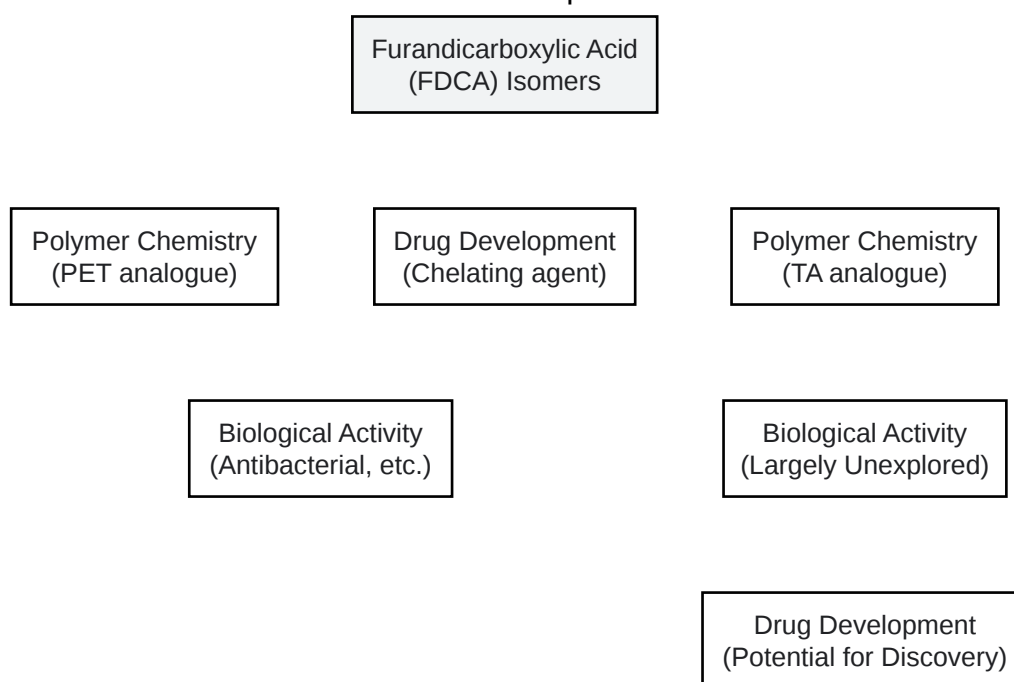 Furandicarboxylic Acid
(FDCA) Isomers
Polymer Chemistry
(PET analogue)
Drug Development
(Chelating agent)
Polymer Chemistry
(TA analogue)
Biological Activity
(Antibacterial, etc.)
Biological Activity
(Largely Unexplored)
Drug Development
(Potential for Discovery)